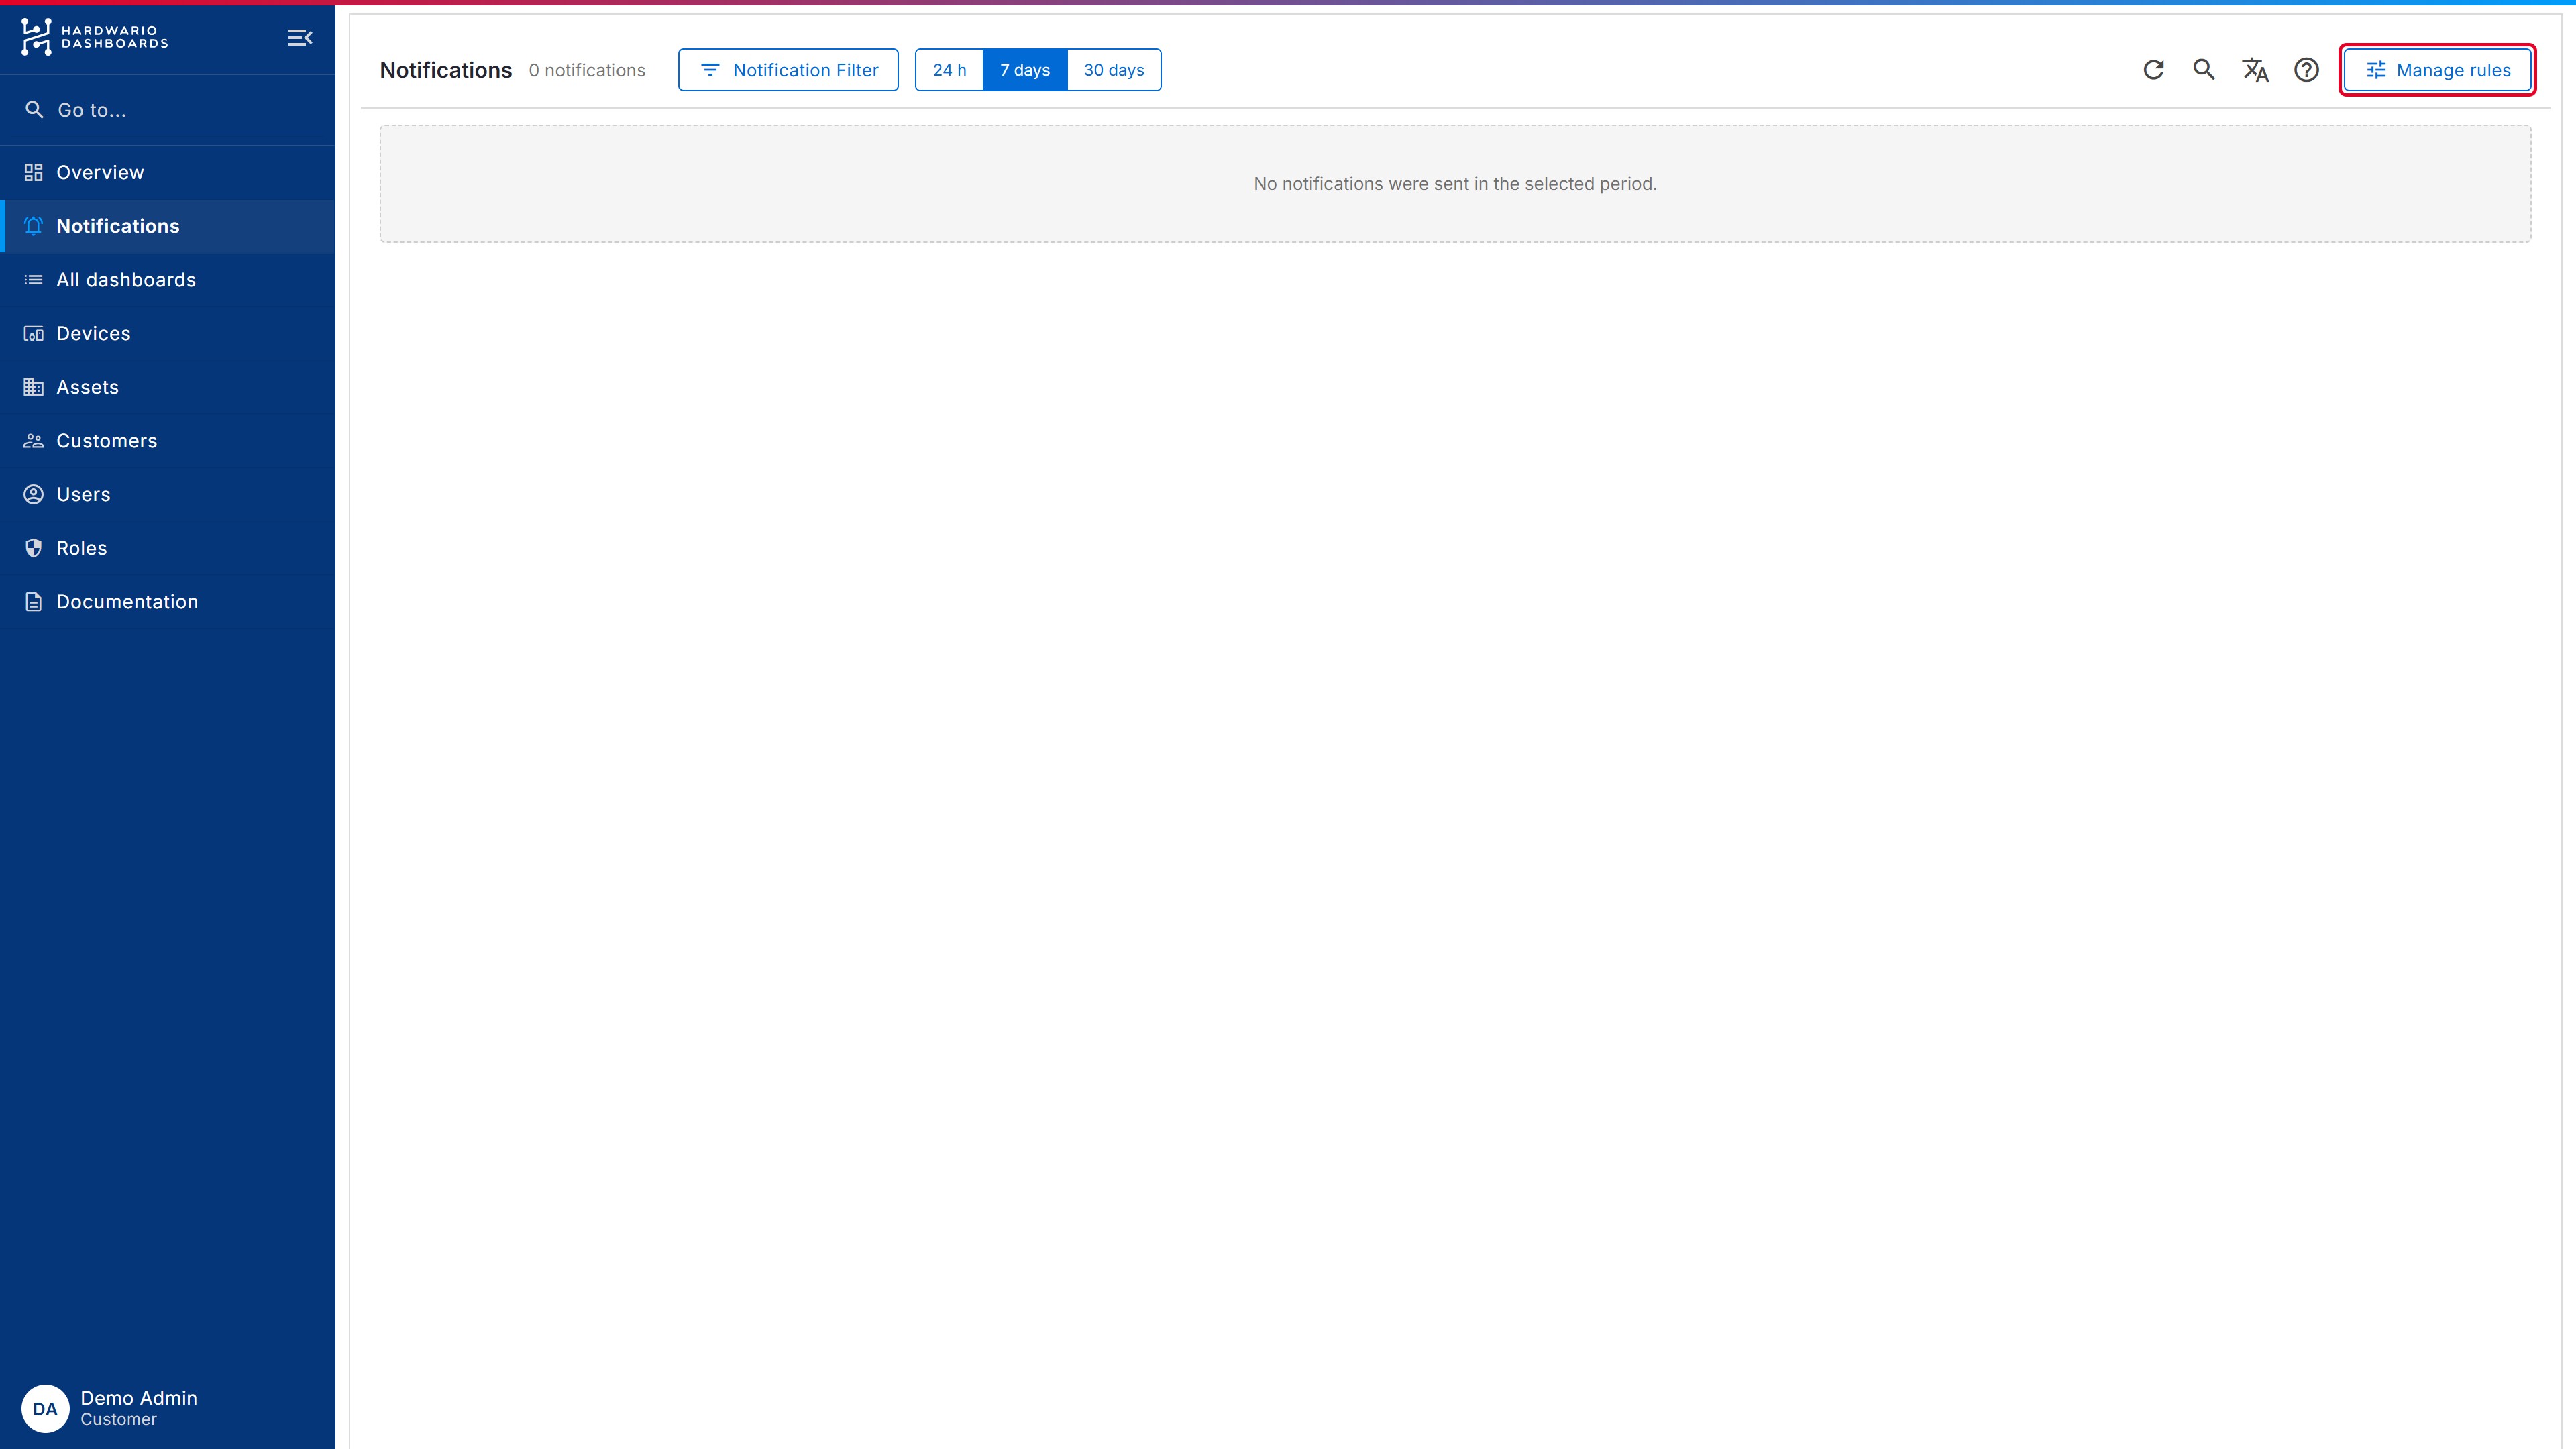 HARDWARIO
DASHBOARDS
Go to...
Overview
Notifications
All dashboards
Devices
Assets
Customers
Users
Roles
Documentation
DA
Demo Admin
Customer
Notifications 0 notifications Notification Filter 24 h 7 days 30 days Manage rules
No notifications were sent in the selected period.